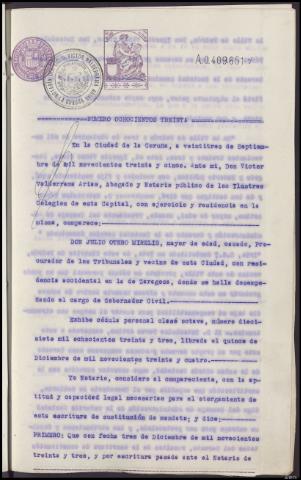 A.0.409.861
NUMERO OCHOCIENTOS TREINTA
En la Ciudad de la Coruña, a veintitres de Septiem-
bre de mil novecientos treinta y cinco. Ante mi, Don Victor
Valderrama Arias, Abogado y Notario público de los Ilustres
Colegios de esta Capital, con ejercicio y residencia en la
misma, comparece:
DON JULIO OTERO MIRELIS, mayor de edad, casado, Pro-
curador de los Tribunales y vecino de esta Ciudad, con resi-
dencia accidental en la de Zaragoza, donde se halla desempe-
ñando el cargo de Gobernador Civil.
Exhibe cédula personal clase octava, número dieci-
siete mil ochocientos treinta y tres, librada el quince de
Diciembre de mil novecientos treinta y cuatro.
Yo Notario, considero al compareciente, con la ap-
titud y capacidad legal necesarias para el otorgamiento de
esta escritura de sustitución de mandato; y dice:
PRIMERO: Que con fecha tres de Diciembre de mil novecientos
treinta y tres, y por escritura pasada ante el Notario de